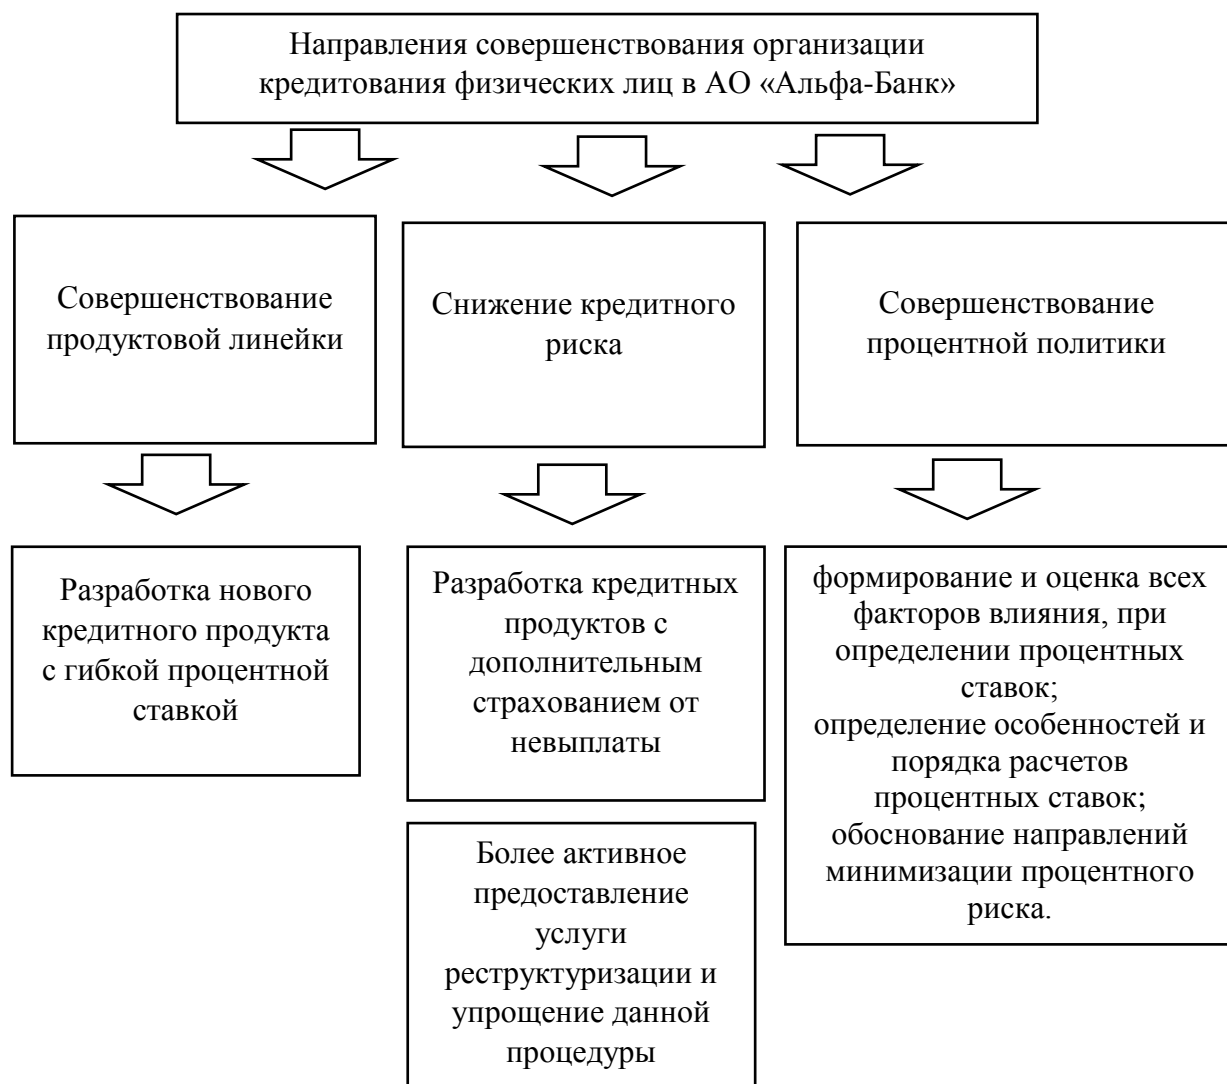 Направления совершенствования организации
кредитования физических лиц в АО «Альфа-Банк»
Совершенствование
продуктовой линейки
Снижение кредитного
риска
Совершенствование
процентной политики
Разработка нового
кредитного продукта
с гибкой процентной
ставкой
Разработка кредитных
продуктов с
дополнительным
страхованием от
невыплаты
Более активное
предоставление
услуги
реструктуризации и
упрощение данной
процедуры
формирование и оценка всех
факторов влияния, при
определении процентных
ставок;
определение особенностей и
порядка расчетов
процентных ставок;
обоснование направлений
минимизации процентного
риска.